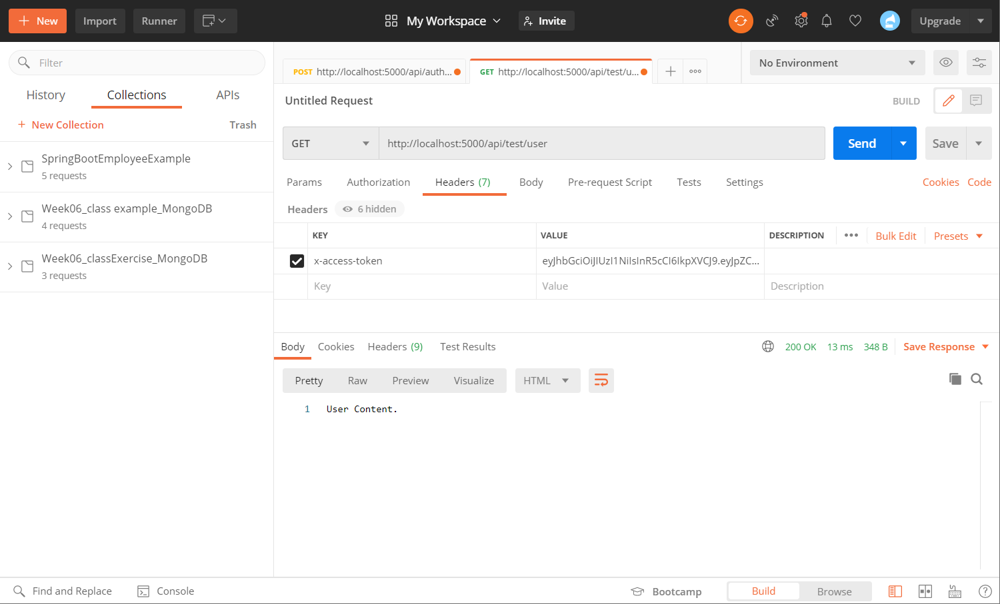 New Import Runner My Workspace Invite Upgrade
Filter
History Collections APIs
+ New Collection Trash
SpringBootEmployeeExample
5 requests
Week06_class example_MongoDB
4 requests
Week06_classExercise_MongoDB
3 requests
POST http://localhost:5000/api/auth... GET http://localhost:5000/api/test/u... No Environment
Untitled Request BUILD
GET http://localhost:5000/api/test/user Send Save
Params Authorization Headers (7) Body Pre-request Script Tests Settings Cookies Code
Headers 6 hidden
KEY VALUE DESCRIPTION ••• Bulk Edit Presets
x-access-token eyJhbGciOiJIUzI1NiIsInR5cCI6IkpXVCJ9.eyJpZC...
Key Value Description
Body Cookies Headers (9) Test Results 200 OK 13 ms 348 B Save Response
Pretty Raw Preview Visualize HTML
1 User Content.
Find and Replace Console Bootcamp Build Browse